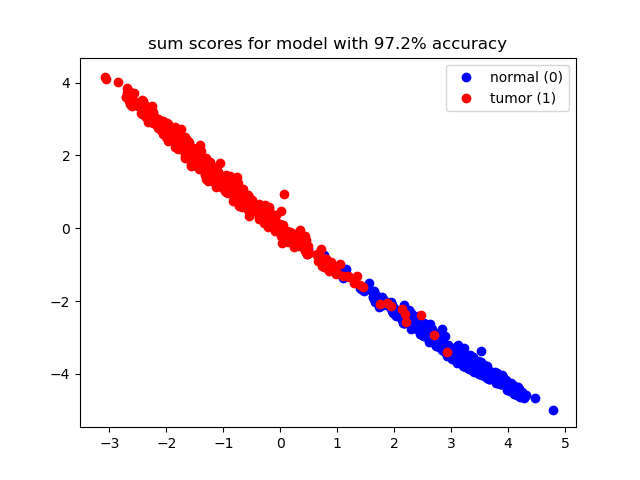 sum scores for model with 97.2% accuracy
normal (0)
tumor (1)
4
2
0
−2
−4
−3 −2 −1 0 1 2 3 4 5